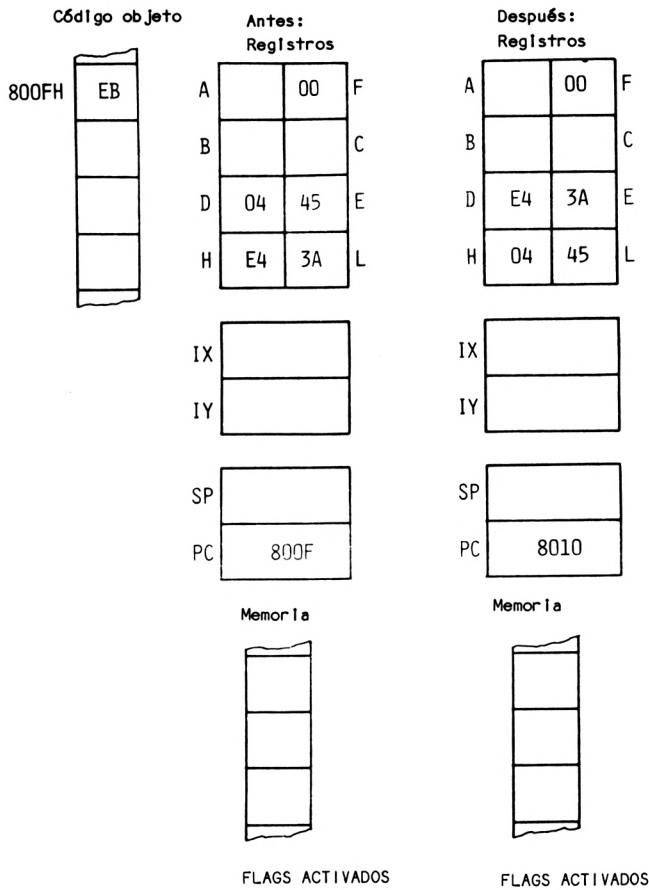 Código objeto
800FH EB
Antes:
Registros
A 00 F
B C
D 04 45 E
H E4 3A L
IX
IY
SP
PC 800F
Memoria
FLAGS ACTIVADOS
Después:
Registros
A 00 F
B C
D E4 3A E
H 04 45 L
IX
IY
SP
PC 8010
Memoria
FLAGS ACTIVADOS